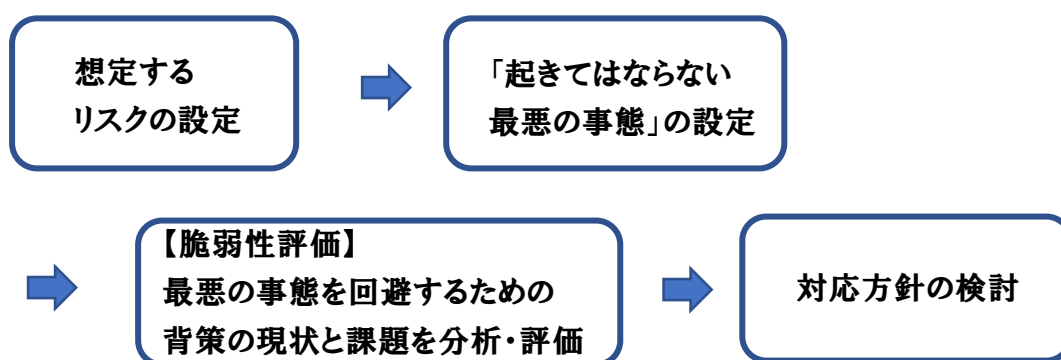 想定する
リスクの設定
「起きてはならない
最悪の事態」の設定
【脆弱性評価】
最悪の事態を回避するための
背策の現状と課題を分析・評価
対応方針の検討